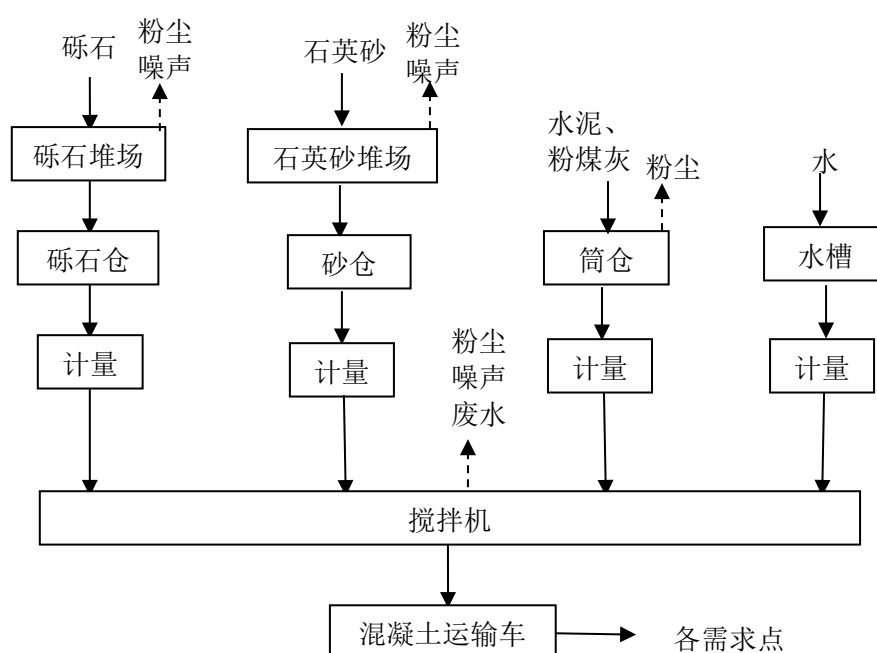 砾石
粉尘
噪声
石英砂
粉尘
噪声
水泥、
粉煤灰
粉尘
水
砾石堆场
石英砂堆场
砾石仓
砂仓
筒仓
水槽
计量
计量
粉尘
噪声
废水
计量
计量
搅拌机
混凝土运输车
各需求点